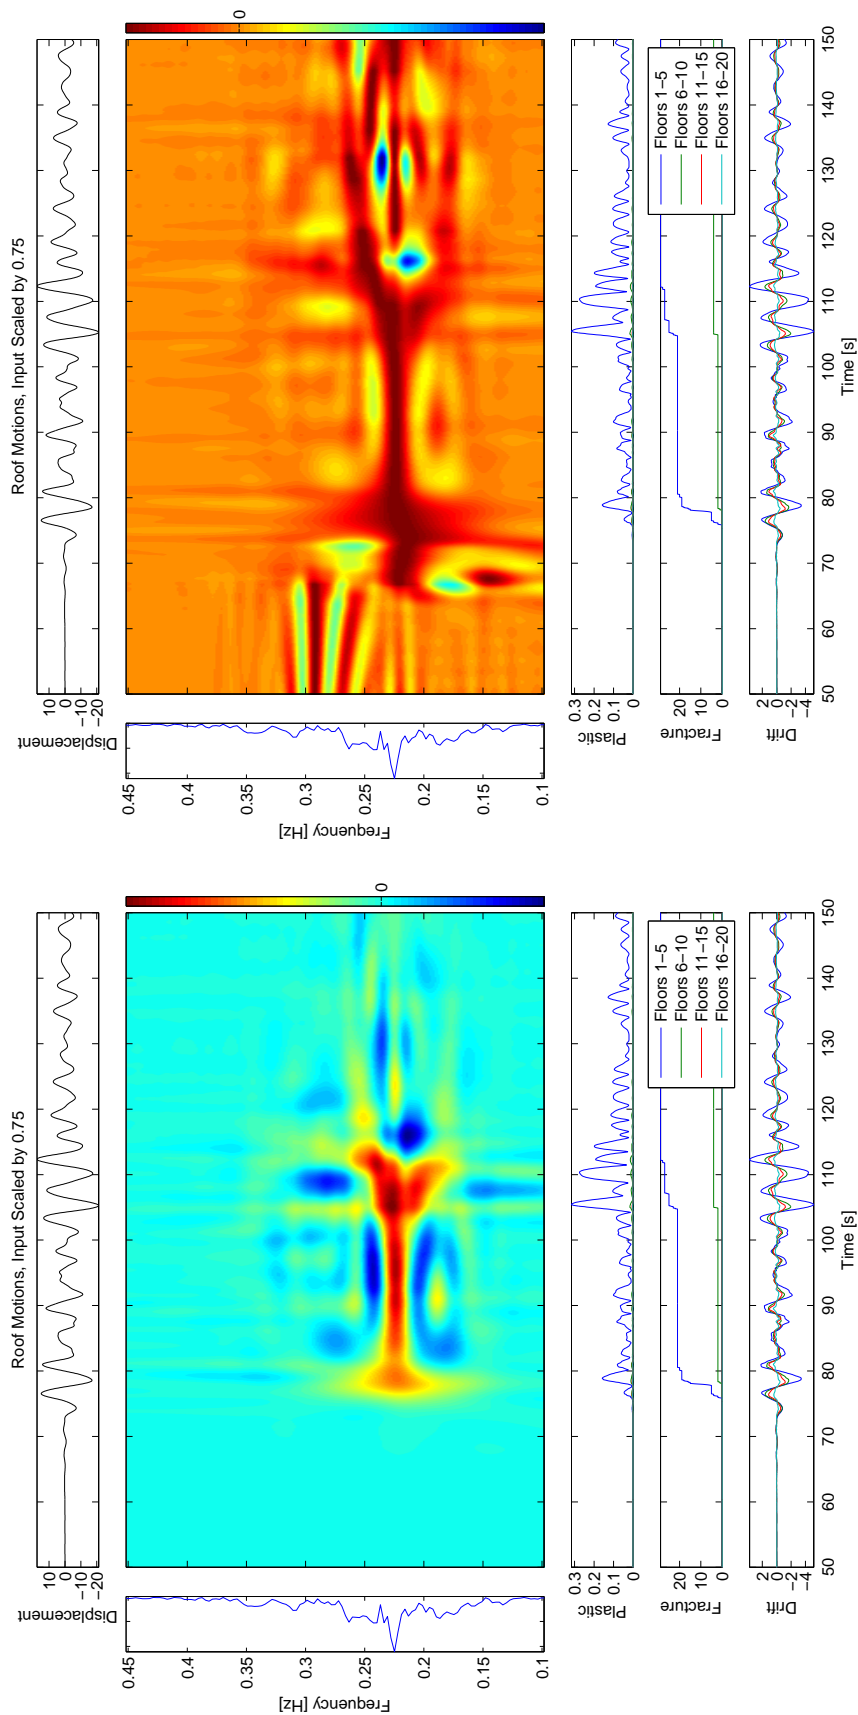 Roof Motions, Input Scaled by 0.75
Displacement
10
0
−10
−20
Frequency [Hz]
0.45
0.4
0.35
0.3
0.25
0.2
0.15
0.1
0
Plastic
0.3
0.2
0.1
0
Fracture
20
10
0
Floors 1−5
Floors 6−10
Floors 11−15
Floors 16−20
Drift
2
0
−2
−4
50 60 70 80 90 100 110 120 130 140 150
Time [s]
Roof Motions, Input Scaled by 0.75
Displacement
10
0
−10
−20
Frequency [Hz]
0.45
0.4
0.35
0.3
0.25
0.2
0.15
0.1
0
Plastic
0.3
0.2
0.1
0
Fracture
20
10
0
Floors 1−5
Floors 6−10
Floors 11−15
Floors 16−20
Drift
2
0
−2
−4
50 60 70 80 90 100 110 120 130 140 150
Time [s]